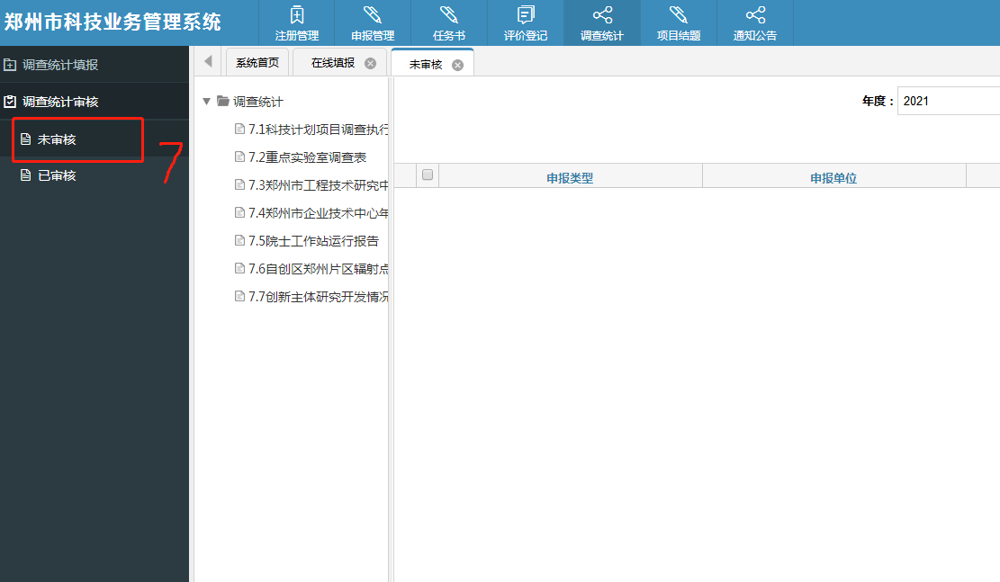 郑州市科技业务管理系统
注册管理
申报管理
任务书
评价登记
调查统计
项目结题
通知公告
调查统计填报
调查统计审核
未审核
已审核
7
系统首页
在线填报
未审核
调查统计
7.1科技计划项目调查执行
7.2重点实验室调查表
7.3郑州市工程技术研究中
7.4郑州市企业技术中心年
7.5院士工作站运行报告
7.6自创区郑州片区辐射点
7.7创新主体研究开发情况
年度：
2021
申报类型
申报单位